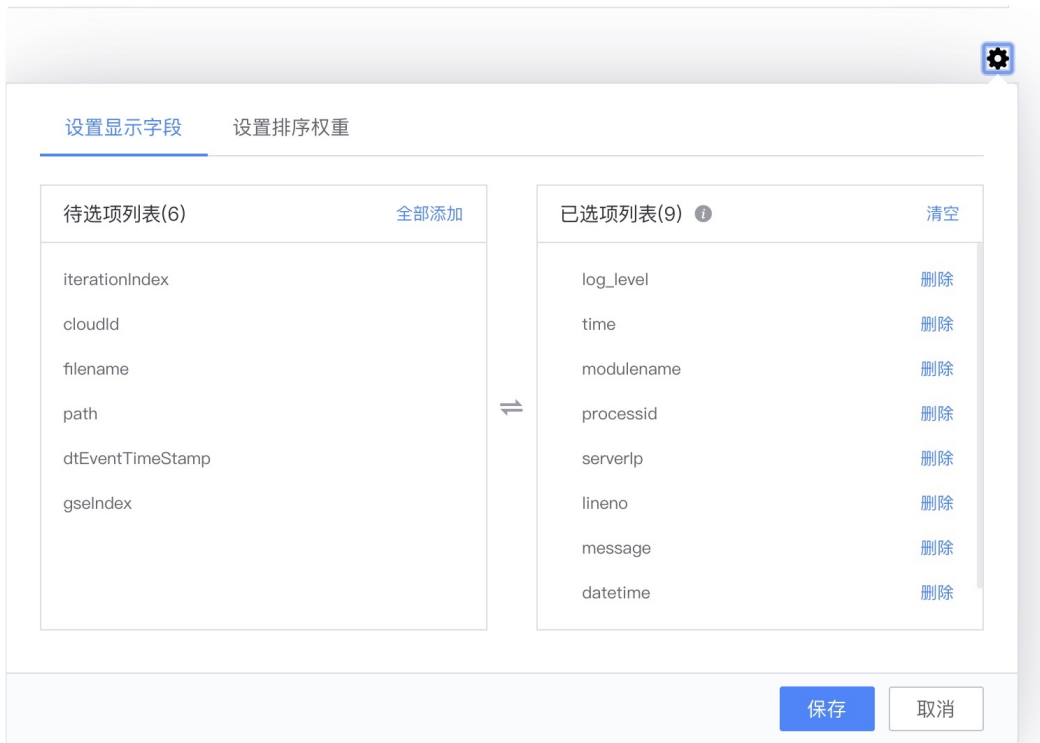 设置显示字段 设置排序权重
待选项列表(6) 全部添加
iterationIndex
cloudId
filename
path
dtEventTimeStamp
gseIndex
已选项列表(9) 清空
log_level 删除
time 删除
modulename 删除
processid 删除
serverIp 删除
lineno 删除
message 删除
datetime 删除
保存 取消